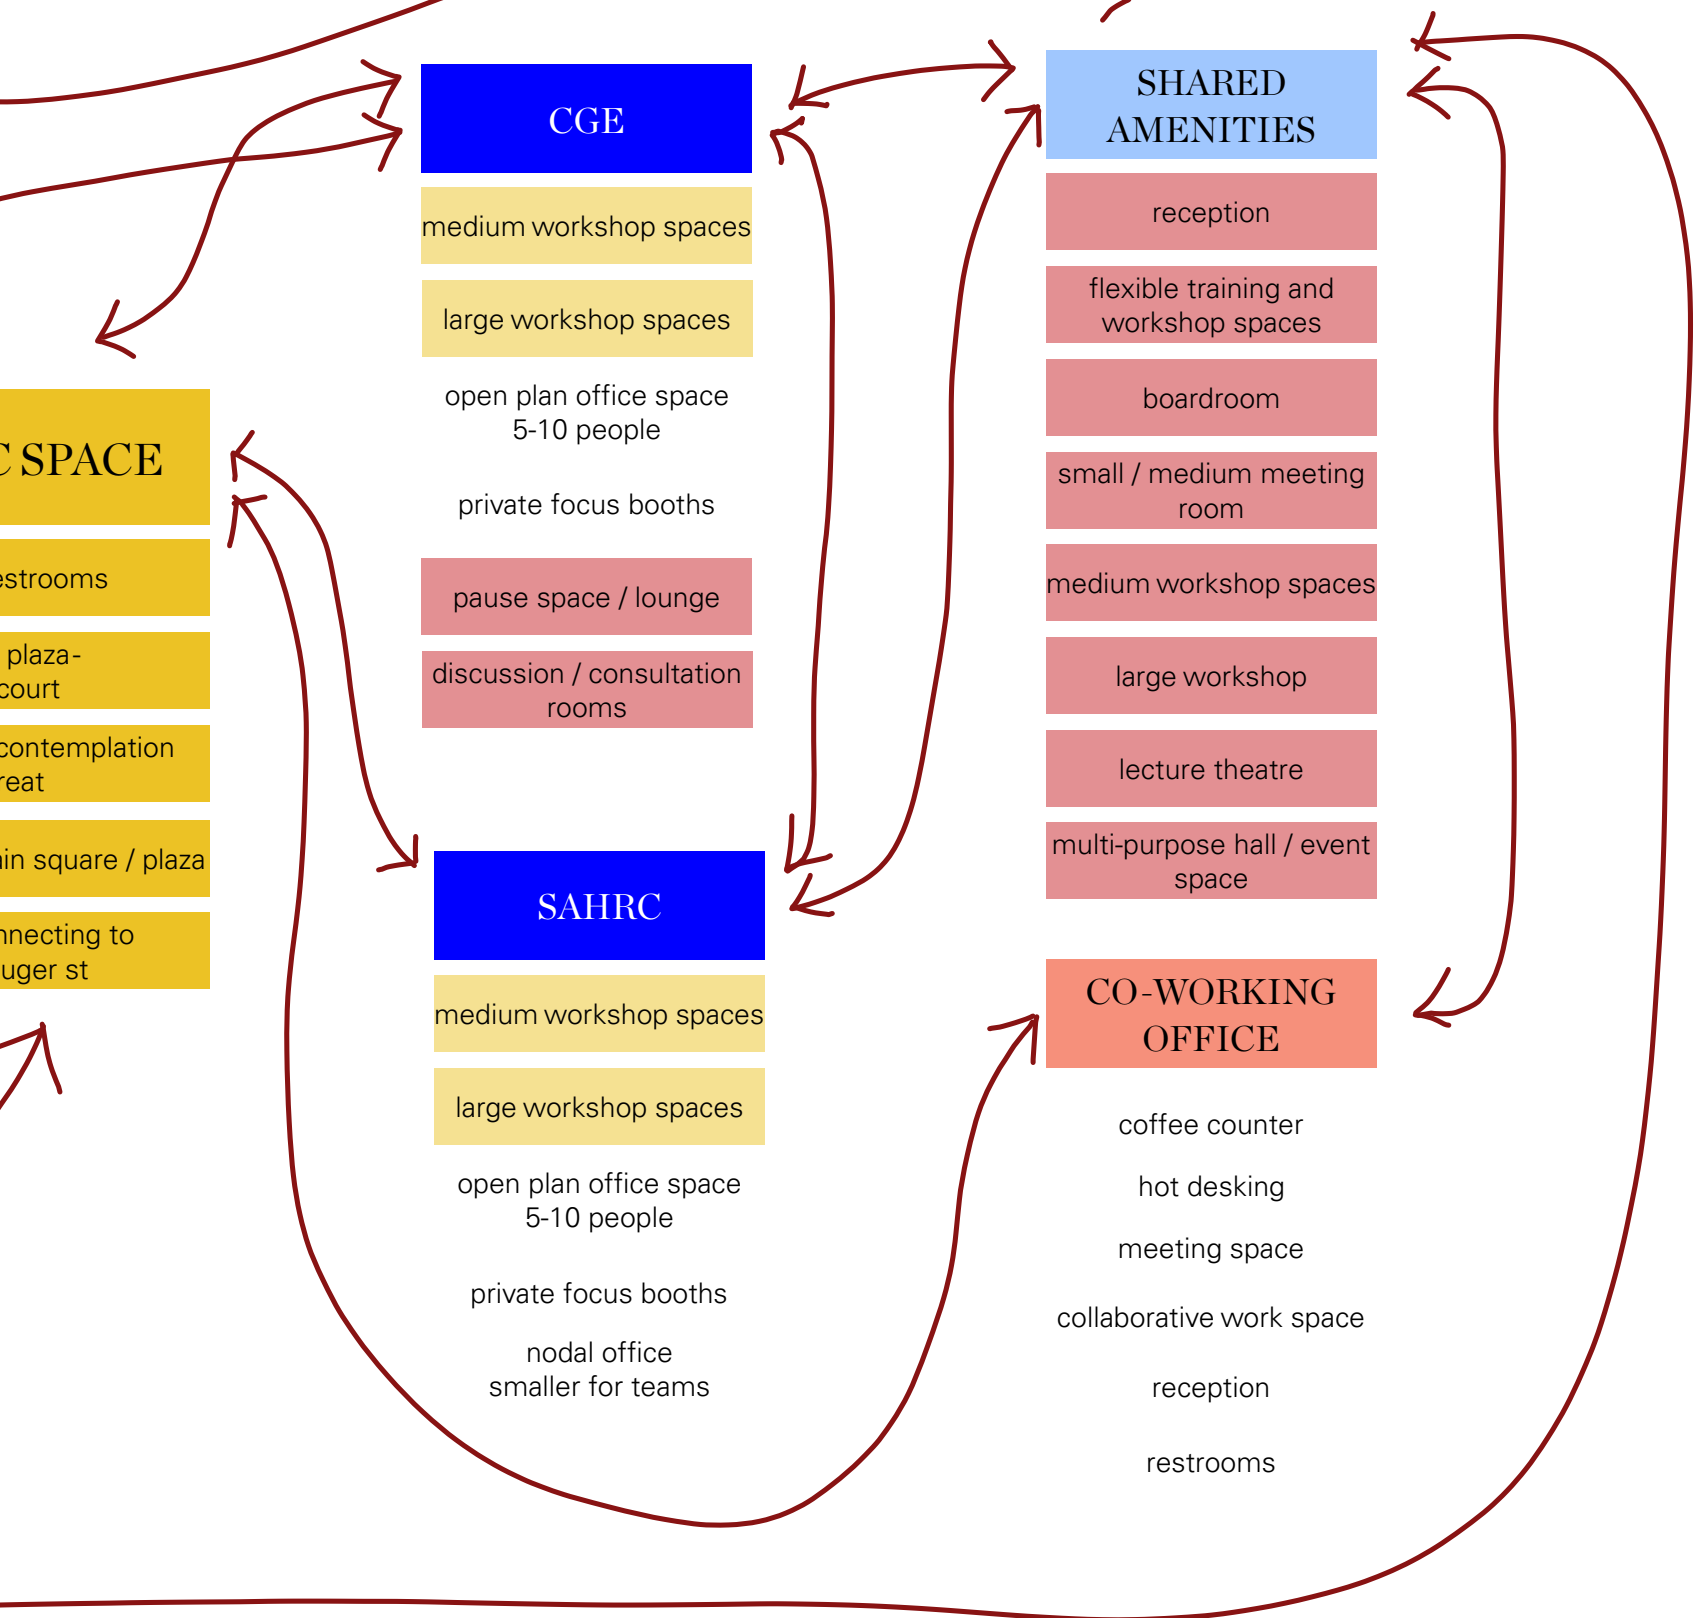 C SPACE
estrooms
plaza-
court
contemplation
reat
in square / plaza
nnecting to
uger st
CGE
medium workshop spaces
large workshop spaces
open plan office space
5-10 people
private focus booths
pause space / lounge
discussion / consultation
rooms
SAHRC
medium workshop spaces
large workshop spaces
open plan office space
5-10 people
private focus booths
nodal office
smaller for teams
SHARED
AMENITIES
reception
flexible training and
workshop spaces
boardroom
small / medium meeting
room
medium workshop spaces
large workshop
lecture theatre
multi-purpose hall / event
space
CO-WORKING
OFFICE
coffee counter
hot desking
meeting space
collaborative work space
reception
restrooms